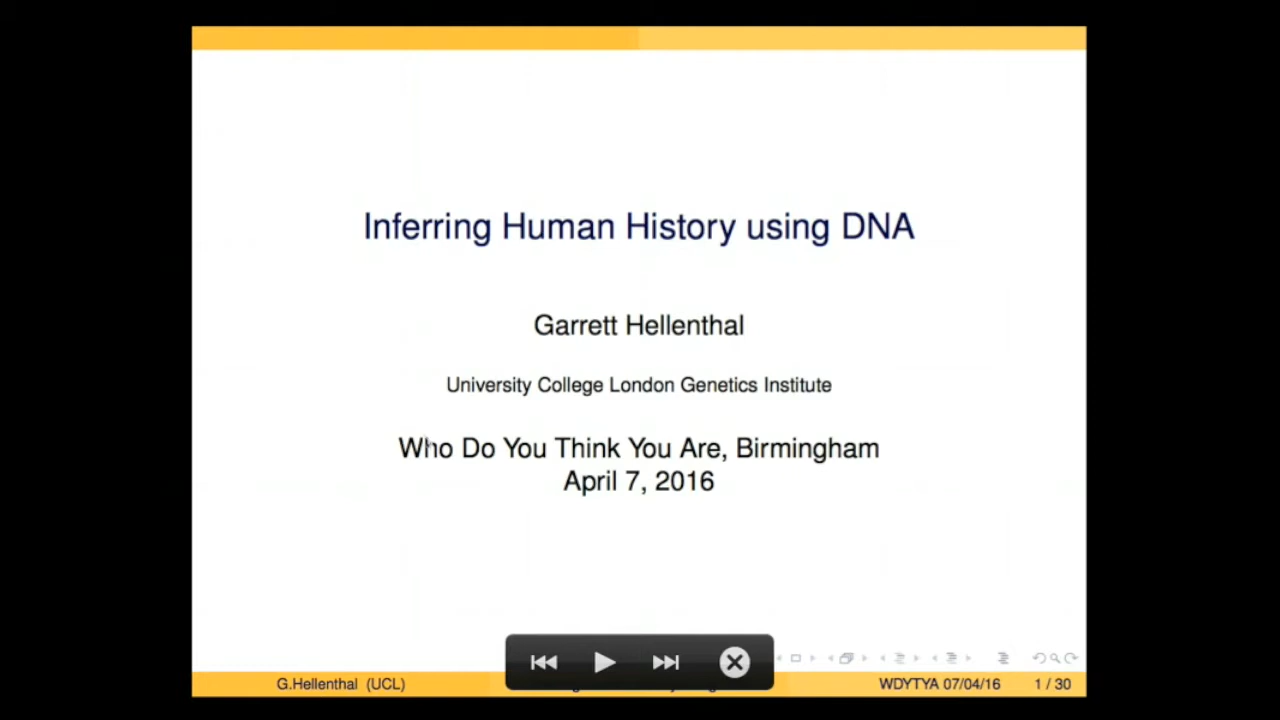 Inferring Human History using DNA
Garrett Hellenthal
University College London Genetics Institute
Who Do You Think You Are, Birmingham
April 7, 2016
G.Hellenthal (UCL)
WDYTYA 07/04/16
1 / 30